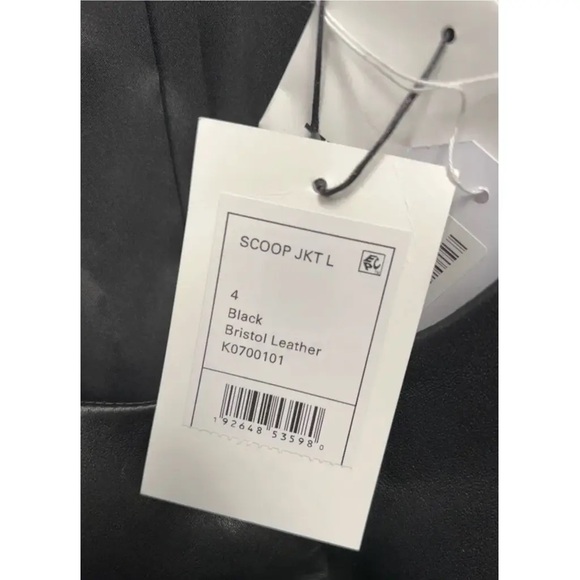 SCOOP JKT L
4
Black
Bristol Leather
K0700101
192648 53598 0